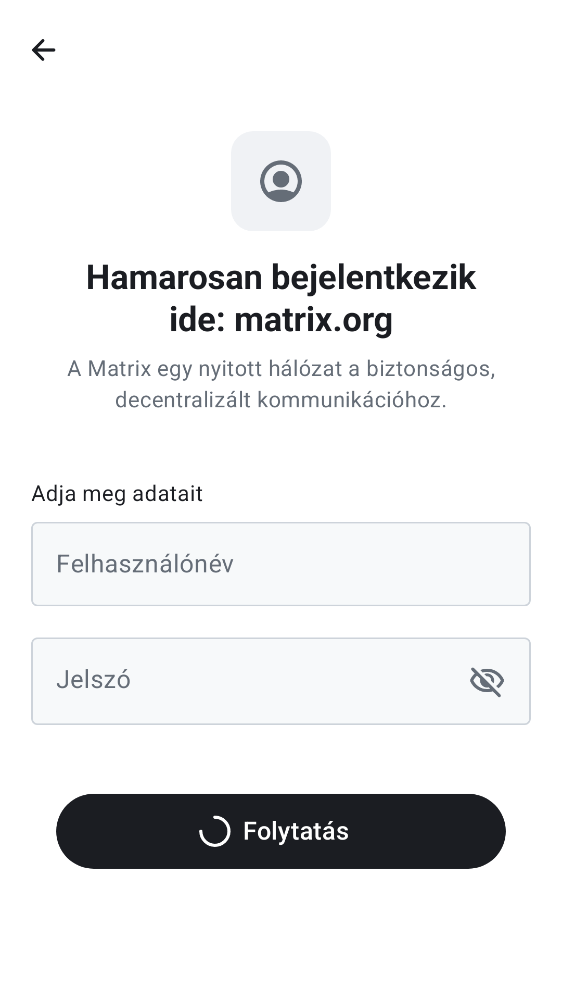 Hamarosan bejelentkezik
ide: matrix.org
A Matrix egy nyitott hálózat a biztonságos,
decentralizált kommunikációhoz.
Adja meg adatait
Felhasználónév
Jelszó
Folytatás